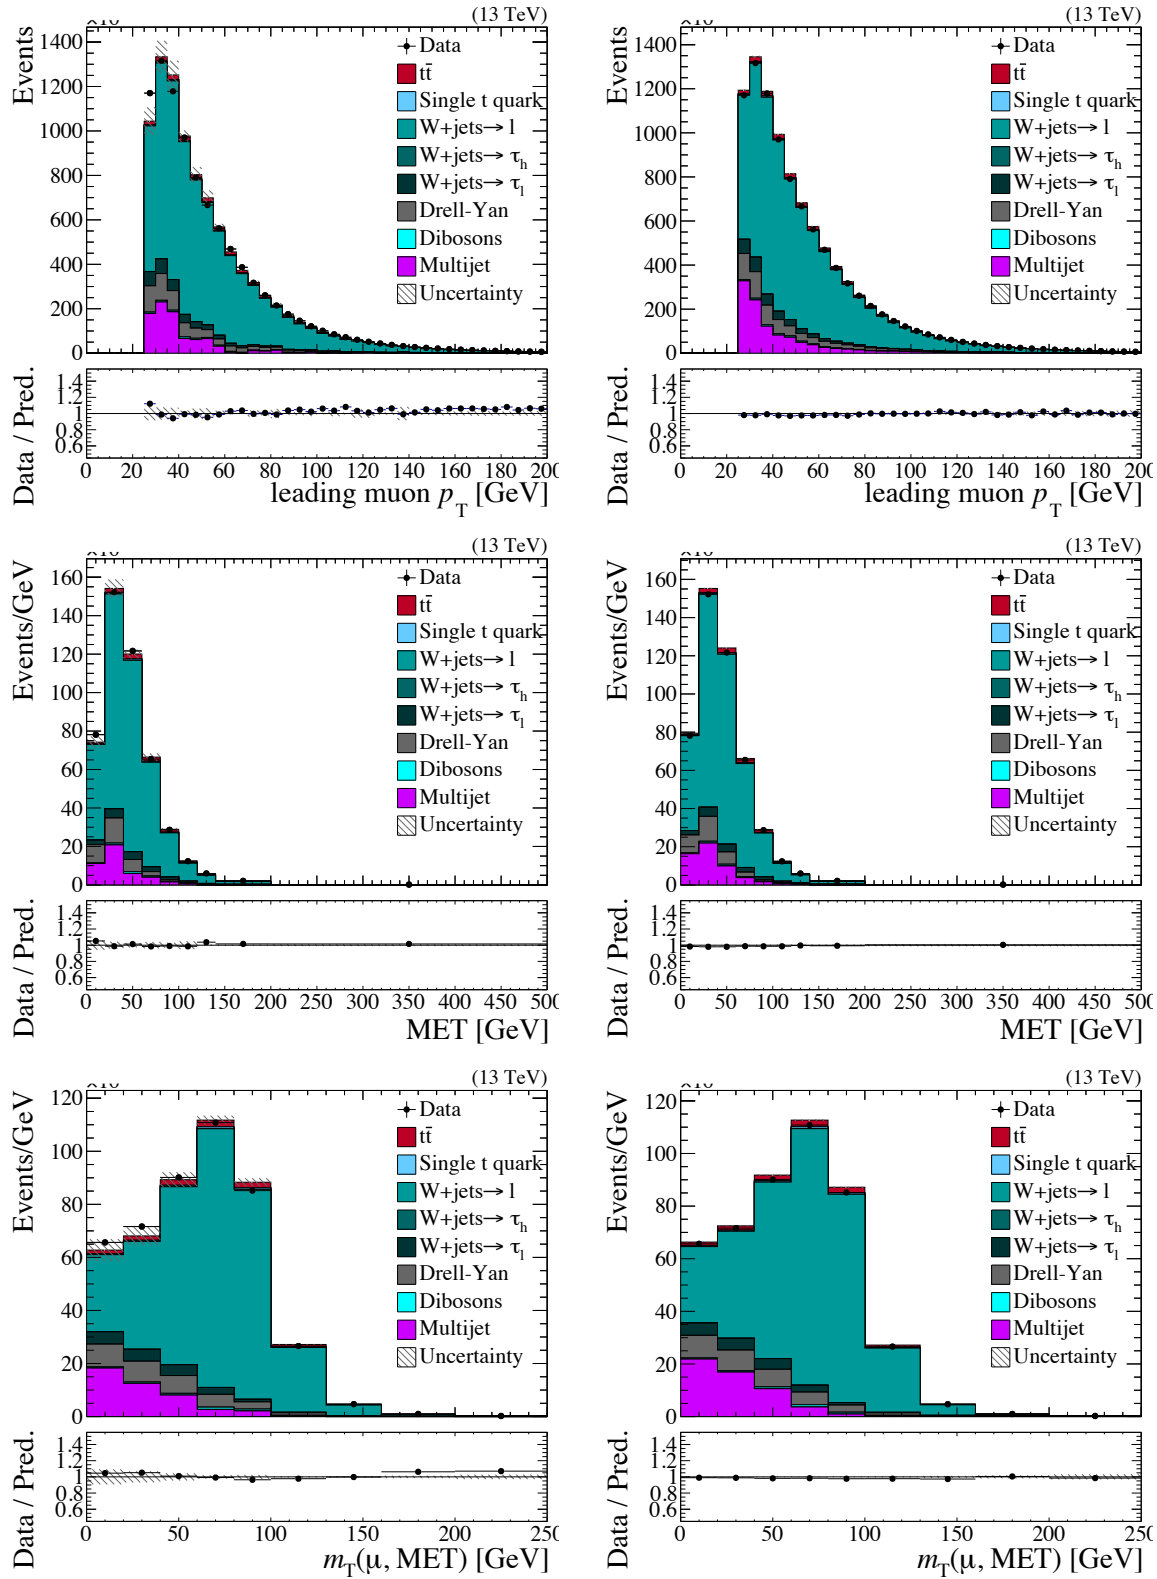 (13 TeV)
Events
1400
1200
1000
800
600
400
200
0
Data
tt̄
Single t quark
W+jets→ l
W+jets→ τh
W+jets→ τl
Drell-Yan
Dibosons
Multijet
Uncertainty
Data / Pred.
1.4
1.2
1
0.8
0.6
0 20 40 60 80 100 120 140 160 180 200
leading muon pT [GeV]
(13 TeV)
Events
1400
1200
1000
800
600
400
200
0
Data
tt̄
Single t quark
W+jets→ l
W+jets→ τh
W+jets→ τl
Drell-Yan
Dibosons
Multijet
Uncertainty
Data / Pred.
1.4
1.2
1
0.8
0.6
0 20 40 60 80 100 120 140 160 180 200
leading muon pT [GeV]
(13 TeV)
Events/GeV
160
140
120
100
80
60
40
20
0
Data
tt̄
Single t quark
W+jets→ l
W+jets→ τh
W+jets→ τl
Drell-Yan
Dibosons
Multijet
Uncertainty
Data / Pred.
1.4
1.2
1
0.8
0.6
0 50 100 150 200 250 300 350 400 450 500
MET [GeV]
(13 TeV)
Events/GeV
160
140
120
100
80
60
40
20
0
Data
tt̄
Single t quark
W+jets→ l
W+jets→ τh
W+jets→ τl
Drell-Yan
Dibosons
Multijet
Uncertainty
Data / Pred.
1.4
1.2
1
0.8
0.6
0 50 100 150 200 250 300 350 400 450 500
MET [GeV]
(13 TeV)
Events/GeV
120
100
80
60
40
20
0
Data
tt̄
Single t quark
W+jets→ l
W+jets→ τh
W+jets→ τl
Drell-Yan
Dibosons
Multijet
Uncertainty
Data / Pred.
1.4
1.2
1
0.8
0.6
0 50 100 150 200 250
mT(μ, MET) [GeV]
(13 TeV)
Events/GeV
120
100
80
60
40
20
0
Data
tt̄
Single t quark
W+jets→ l
W+jets→ τh
W+jets→ τl
Drell-Yan
Dibosons
Multijet
Uncertainty
Data / Pred.
1.4
1.2
1
0.8
0.6
0 50 100 150 200 250
mT(μ, MET) [GeV]